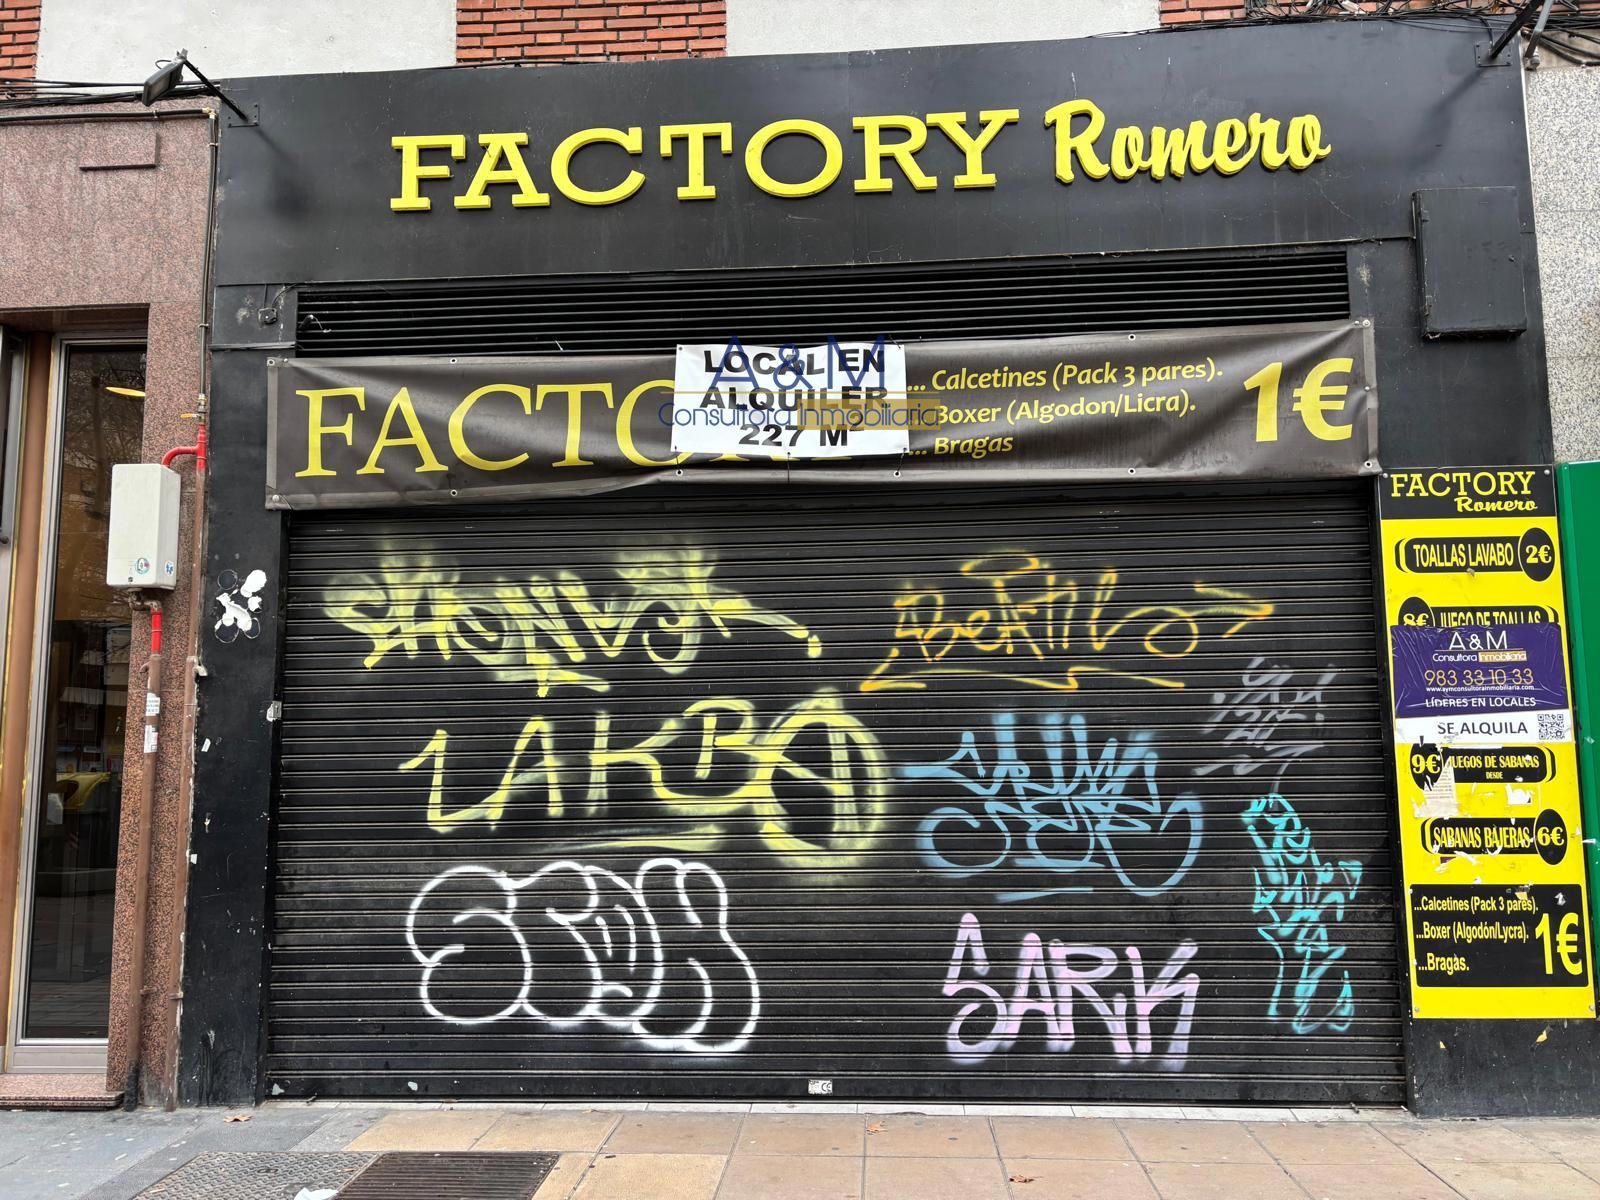 FACTORY Romero
LOCAL EN
ALQUILER
227 M²
A & M
Consultora Inmobiliaria
FACTO
... Calcetines (Pack 3 pares).
Boxer (Algodon/Licra).
... Bragas
1€
FACTORY
Romero
TOALLAS LAVABO 2€
8€ JUEGO DE TOALLAS
A & M
Consultora Inmobiliaria
983 33 10 33
www.aymconsultorainmobiliaria.com
LÍDERES EN LOCALES
SE ALQUILA
9€ JUEGOS DE SABANAS
DESDE
SABANAS BAJERAS 6€
...Calcetines (Pack 3 pares).
...Boxer (Algodón/Lycra).
...Bragas.
1€
LAKRA
SARK
CE